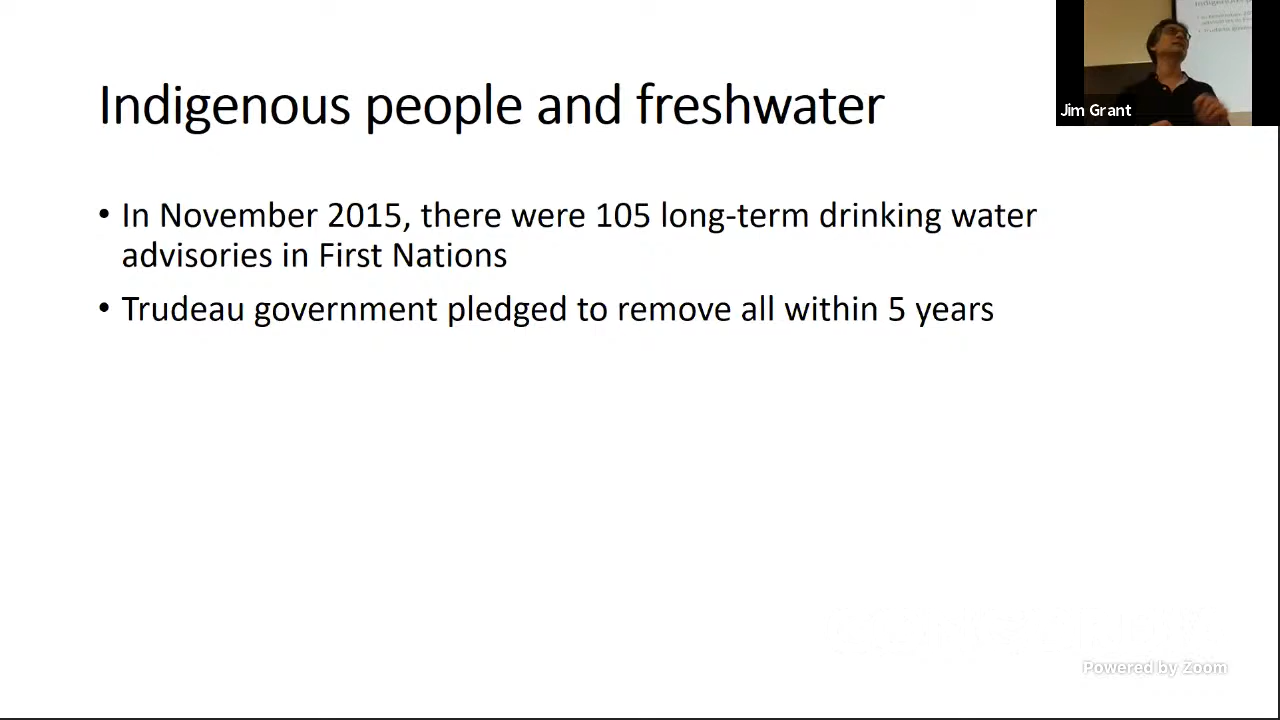 Indigenous people and freshwater
Jim Grant
• In November 2015, there were 105 long-term drinking water
advisories in First Nations
• Trudeau government pledged to remove all within 5 years
Powered by Zoom